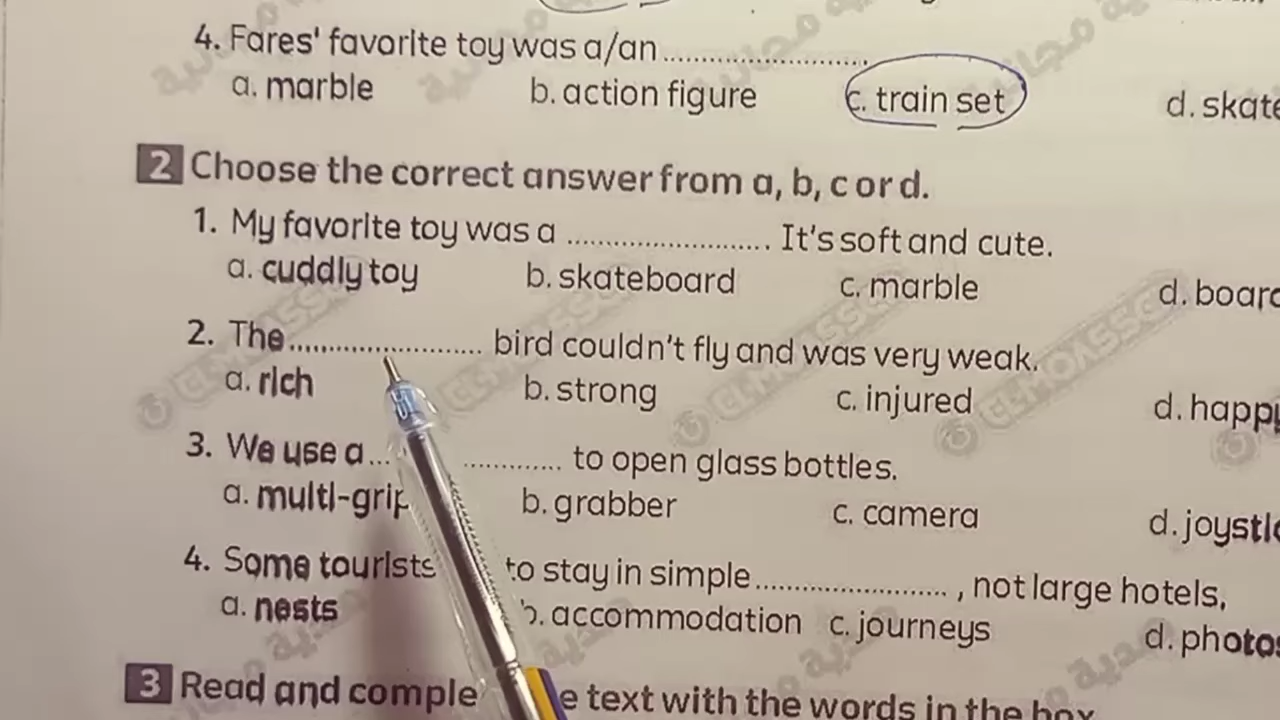 4. Fares' favorite toy was a/an ........................
a. marble b. action figure c. train set d.
2 Choose the correct answer from a, b, c or d.
1. My favorite toy was a ........................ It's soft and cute.
a. cuddly toy b. skateboard c. marble d.
2. The ........................ bird couldn't fly and was very weak.
a. rich b. strong c. injured d.
3. We use a ... ............ to open glass bottles.
a. multi-grip b. grabber c. camera d.
4. Some tourists to stay in simple ........................ , not large hotels,
a. nests b. accommodation c. journeys d. photos
3 Read and comple e text with the words in the box
ELMOASSER
ELMOASSER
ELMOASSER